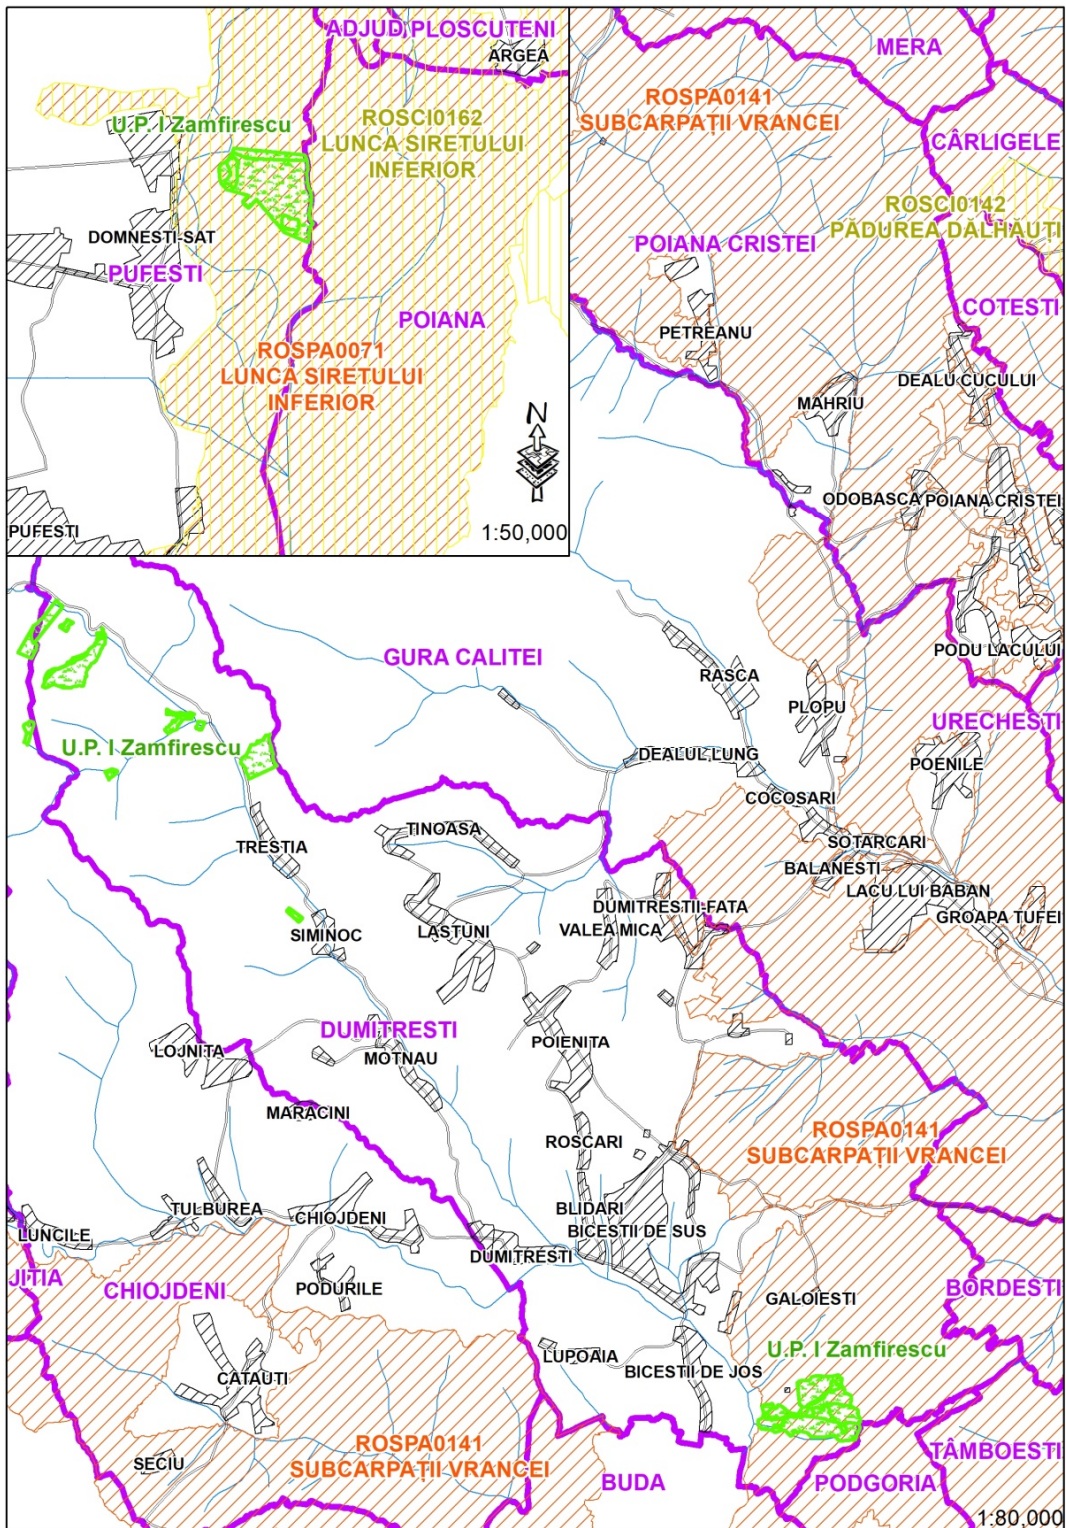 ADJUD PLOSCUTENI
ARGEA
U.P. I Zamfirescu
ROSCI0162
LUNCA SIRETULUI
INFERIOR
DOMNESTI-SAT
PUFESTI
POIANA
ROSPA0071
LUNCA SIRETULUI
INFERIOR
N
PUFESTI
1:50,000
MERA
ROSPA0141
SUBCARPAȚII VRANCEI
CÂRLIGELE
ROSCI0142
PĂDUREA DĂLHĂUȚI
POIANA CRISTEI
COTESTI
PETREANU
DEALU CUCULUI
MAHRIU
ODOBASCA
POIANA CRISTEI
PODU LACULUI
GURA CALITEI
RASCA
PLOPU
URECHESTI
U.P. I Zamfirescu
DEALUL LUNG
POENILE
COCOSARI
TINOASA
TRESTIA
SOTARCARI
BALANESTI
LACU LUI BABAN
DUMITRESTII-FATA
GROAPA TUFEI
SIMINOC
LASTUNI
VALEA MICA
DUMITRESTI
LOJNITA
MOTNAU
POIENITA
MARACINI
ROSCARI
ROSPA0141
SUBCARPAȚII VRANCEI
TULBUREA
CHIOJDENI
BLIDARI
LUNCILE
BICESTII DE SUS
DUMITRESTI
JITIA
CHIOJDENI
PODURILE
GALOIESTI
BORDESTI
U.P. I Zamfirescu
LUPOAIA
CATAUTI
BICESTII DE JOS
ROSPA0141
SUBCARPAȚII VRANCEI
SECIU
BUDA
PODGORIA
TÂMBOESTI
1:80,000